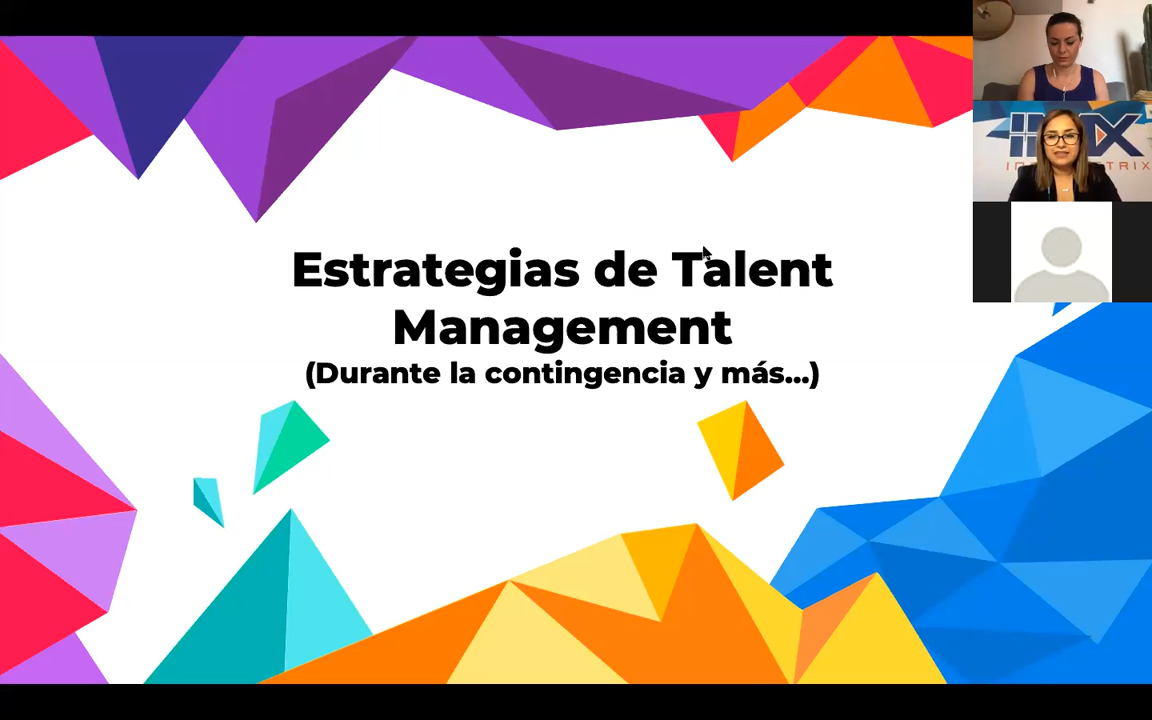 Estrategias de Talent
Management
(Durante la contingencia y más...)